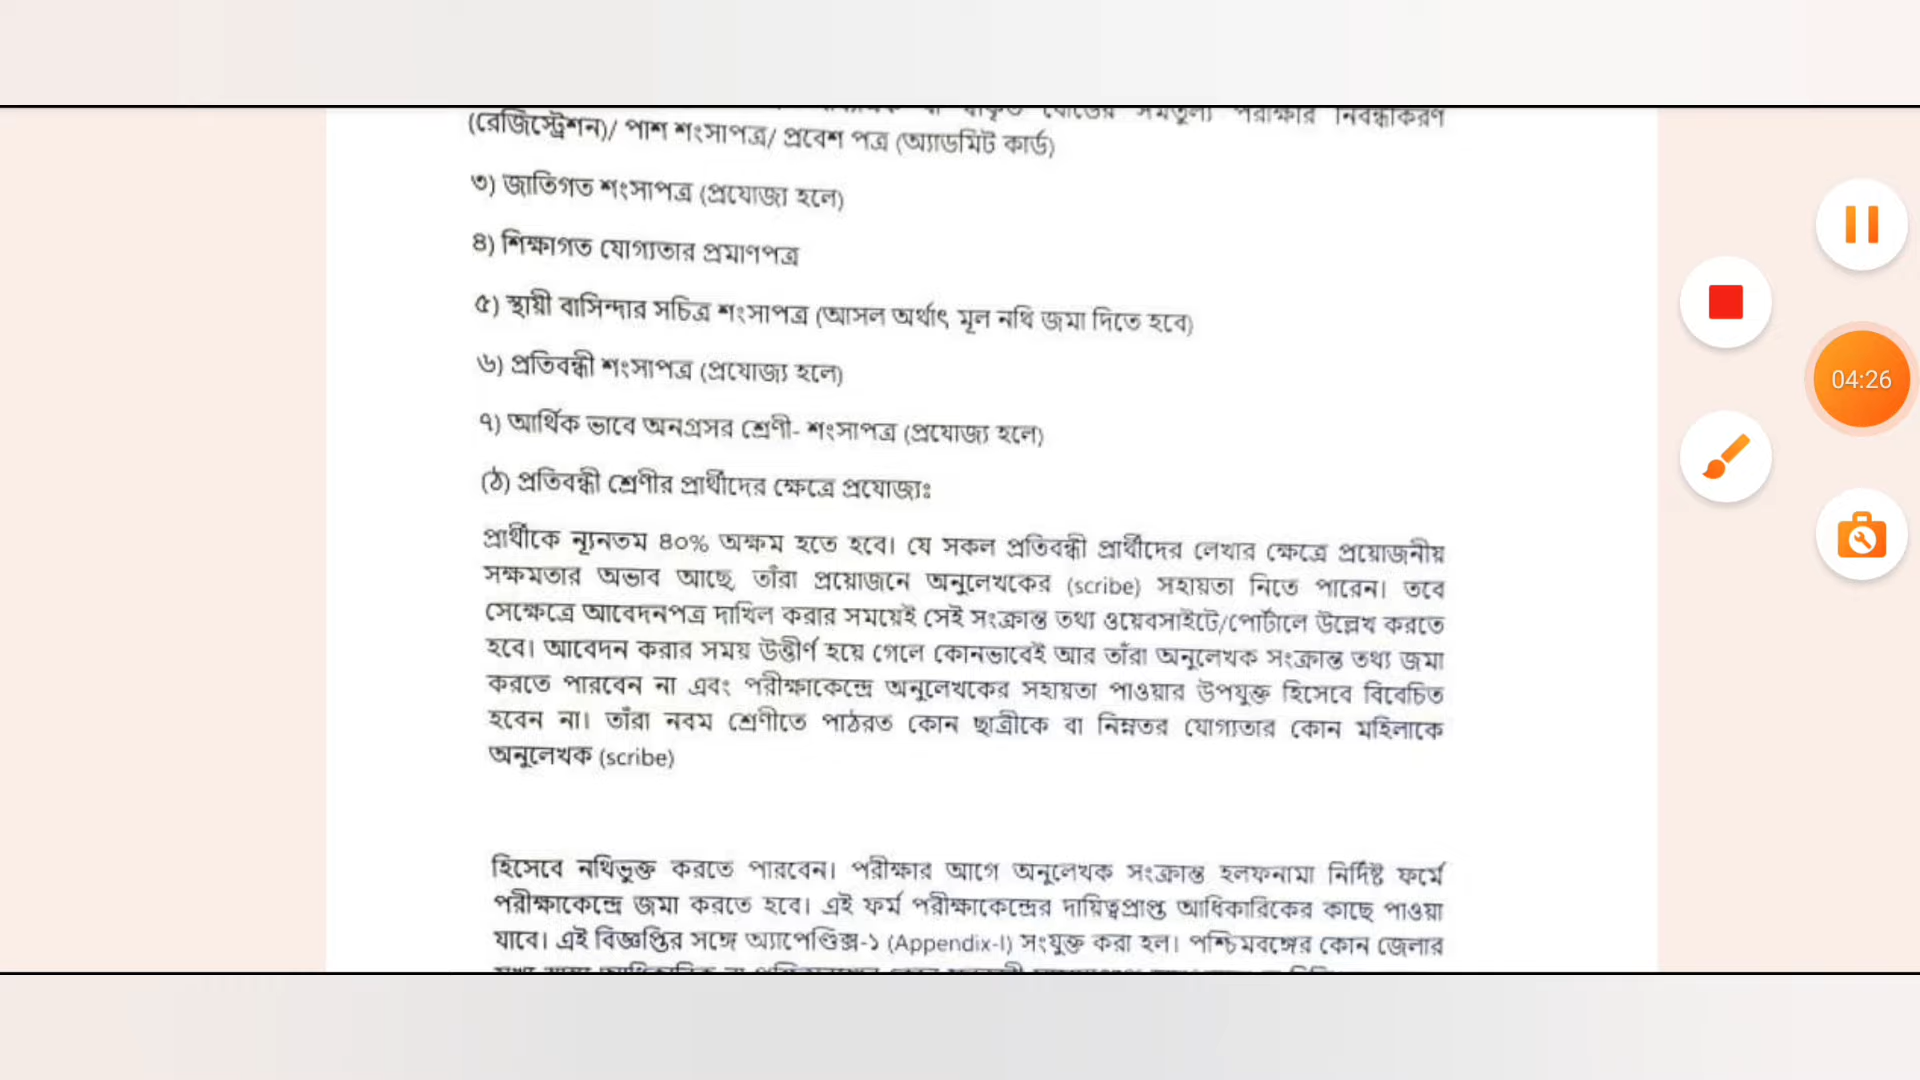 পরীক্ষার নিবন্ধীকরণ
(রেজিস্ট্রেশন)/ পাশ শংসাপত্র/ প্রবেশ পত্র (অ্যাডমিট কার্ড)
৩) জাতিগত শংসাপত্র (প্রযোজ্য হলে)
৪) শিক্ষাগত যোগ্যতার প্রমাণপত্র
৫) স্থায়ী বাসিন্দার সচিত্র শংসাপত্র (আসল অর্থাৎ মূল নথি জমা দিতে হবে)
৬) প্রতিবন্ধী শংসাপত্র (প্রযোজ্য হলে)
৭) আর্থিক ভাবে অনগ্রসর শ্রেণী- শংসাপত্র (প্রযোজ্য হলে)
(ঠ) প্রতিবন্ধী শ্রেণীর প্রার্থীদের ক্ষেত্রে প্রযোজ্যঃ
প্রার্থীকে ন্যূনতম ৪০% অক্ষম হতে হবে। যে সকল প্রতিবন্ধী প্রার্থীদের লেখার ক্ষেত্রে প্রয়োজনীয়
সক্ষমতার অভাব আছে, তাঁরা প্রয়োজনে অনুলেখকের (scribe) সহায়তা নিতে পারেন। তবে
সেক্ষেত্রে আবেদনপত্র দাখিল করার সময়েই সেই সংক্রান্ত তথ্য ওয়েবসাইটে/পোর্টালে উল্লেখ করতে
হবে। আবেদন করার সময় উত্তীর্ণ হয়ে গেলে কোনভাবেই আর তাঁরা অনুলেখক সংক্রান্ত তথ্য জমা
করতে পারবেন না এবং পরীক্ষাকেন্দ্রে অনুলেখকের সহায়তা পাওয়ার উপযুক্ত হিসেবে বিবেচিত
হবেন না। তাঁরা নবম শ্রেণীতে পাঠরত কোন ছাত্রীকে বা নিম্নতর যোগ্যতার কোন মহিলাকে
অনুলেখক (scribe)
হিসেবে নথিভুক্ত করতে পারবেন। পরীক্ষার আগে অনুলেখক সংক্রান্ত হলফনামা নির্দিষ্ট ফর্মে
পরীক্ষাকেন্দ্রে জমা করতে হবে। এই ফর্ম পরীক্ষাকেন্দ্রের দায়িত্বপ্রাপ্ত আধিকারিকের কাছে পাওয়া
যাবে। এই বিজ্ঞপ্তির সঙ্গে অ্যাপেণ্ডিক্স-১ (Appendix-I) সংযুক্ত করা হল। পশ্চিমবঙ্গের কোন জেলার
04:26